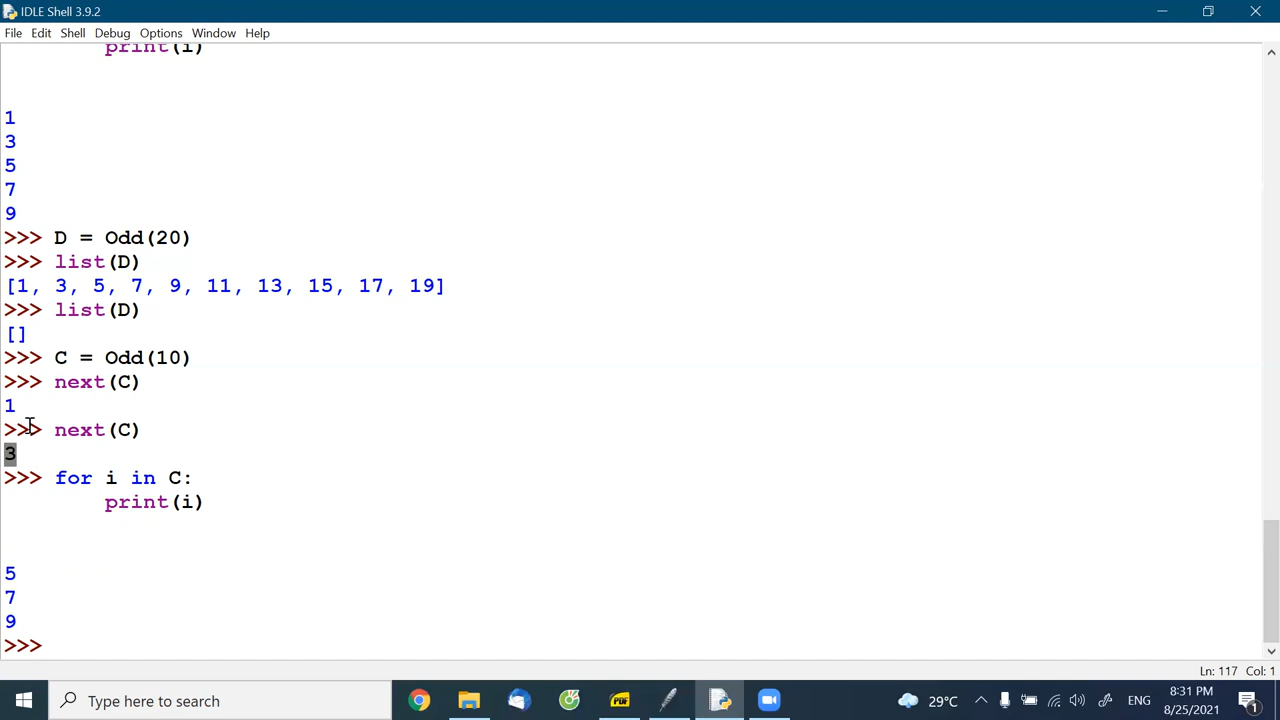 IDLE Shell 3.9.2
File Edit Shell Debug Options Window Help
print(i)
1
3
5
7
9
>>> D = Odd(20)
>>> list(D)
[1, 3, 5, 7, 9, 11, 13, 15, 17, 19]
>>> list(D)
[]
>>> C = Odd(10)
>>> next(C)
1
>>> next(C)
3
>>> for i in C:
print(i)
5
7
9
>>>
Ln: 117 Col: 1
Type here to search
PDF
29°C
ENG
8:31 PM
8/25/2021
1